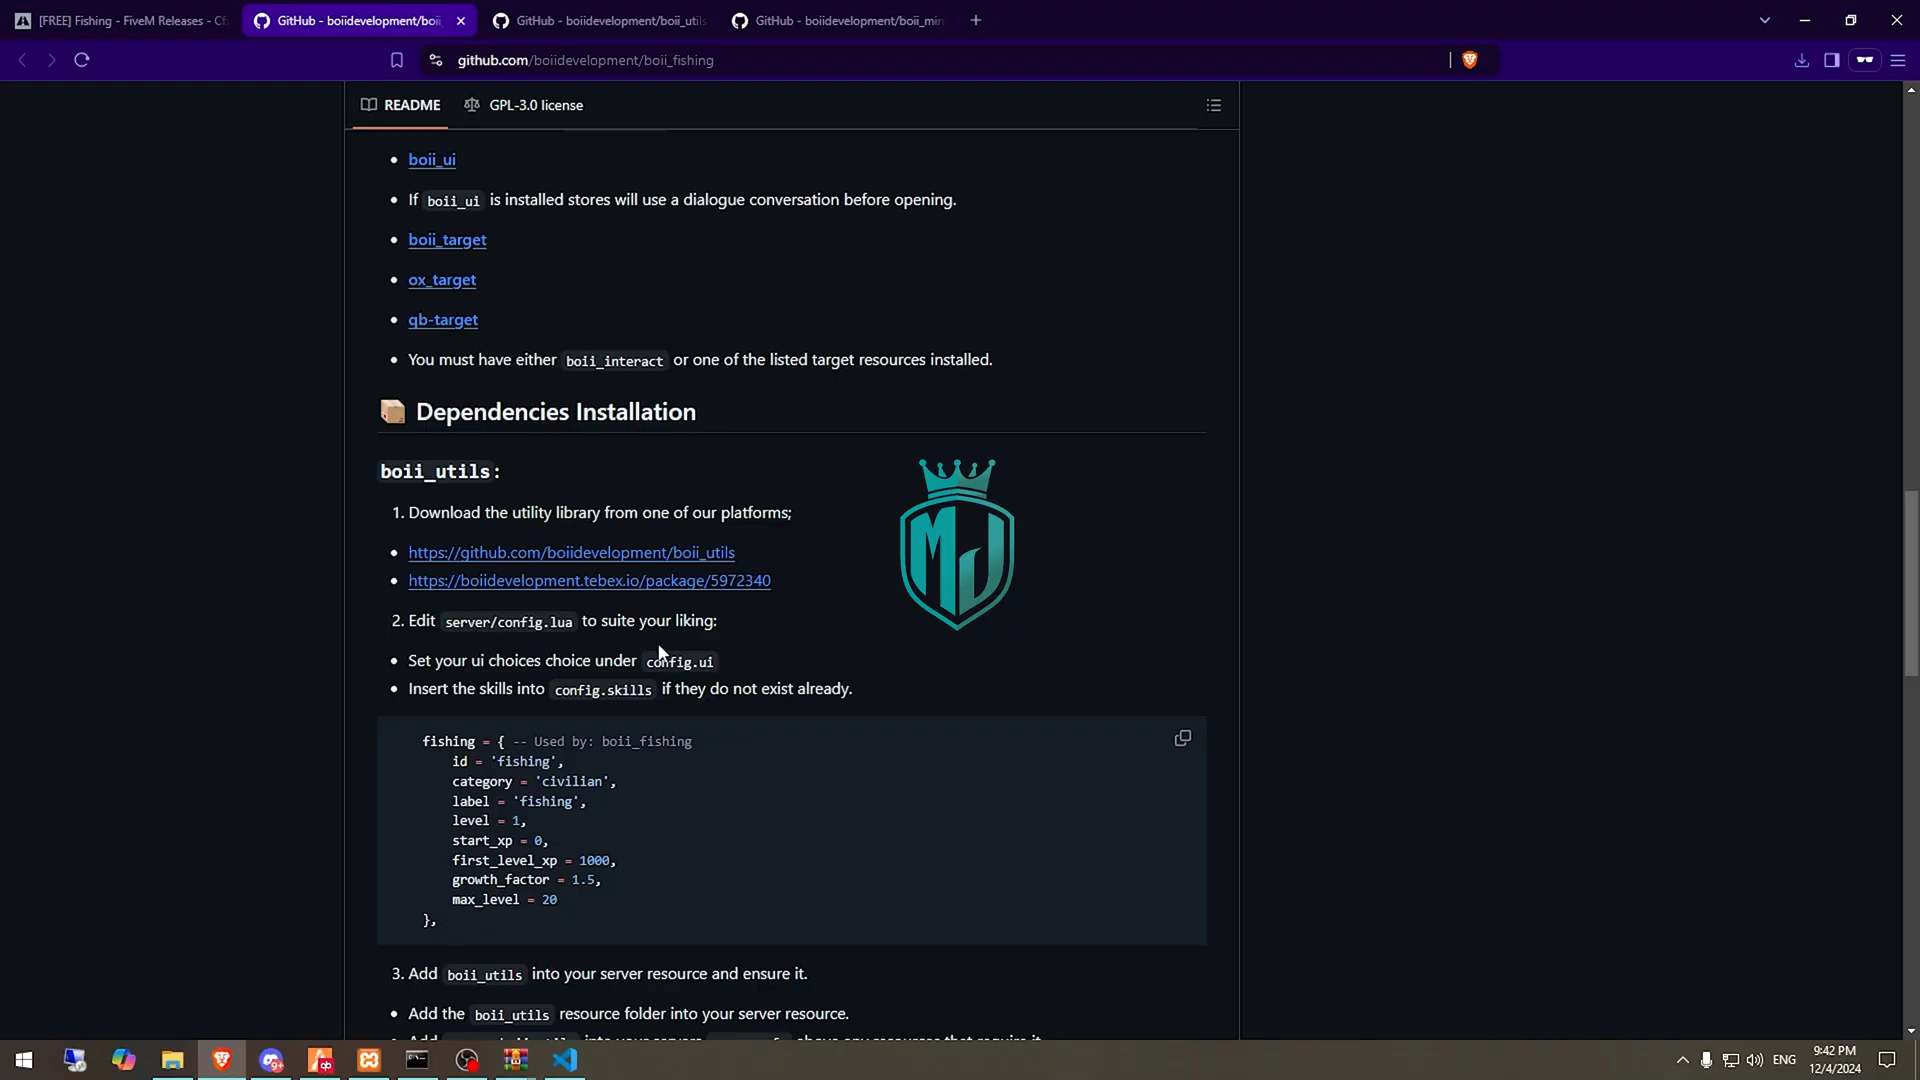 [FREE] Fishing - FiveM Releases - Cf
GitHub - boiidevelopment/boii_
GitHub - boiidevelopment/boii_utils
GitHub - boiidevelopment/boii_min
github.com/boiidevelopment/boii_fishing
README
GPL-3.0 license
boii_ui
If boii_ui is installed stores will use a dialogue conversation before opening.
boii_target
ox_target
qb-target
You must have either boii_interact or one of the listed target resources installed.
Dependencies Installation
boii_utils:
1. Download the utility library from one of our platforms;
https://github.com/boiidevelopment/boii_utils
https://boiidevelopment.tebex.io/package/5972340
2. Edit server/config.lua to suite your liking:
Set your ui choices choice under config.ui
Insert the skills into config.skills if they do not exist already.
fishing = { -- Used by: boii_fishing
id = 'fishing',
category = 'civilian',
label = 'fishing',
level = 1,
start_xp = 0,
first_level_xp = 1000,
growth_factor = 1.5,
max_level = 20
},
3. Add boii_utils into your server resource and ensure it.
Add the boii_utils resource folder into your server resource.
MJ
ENG
9:42 PM
12/4/2024